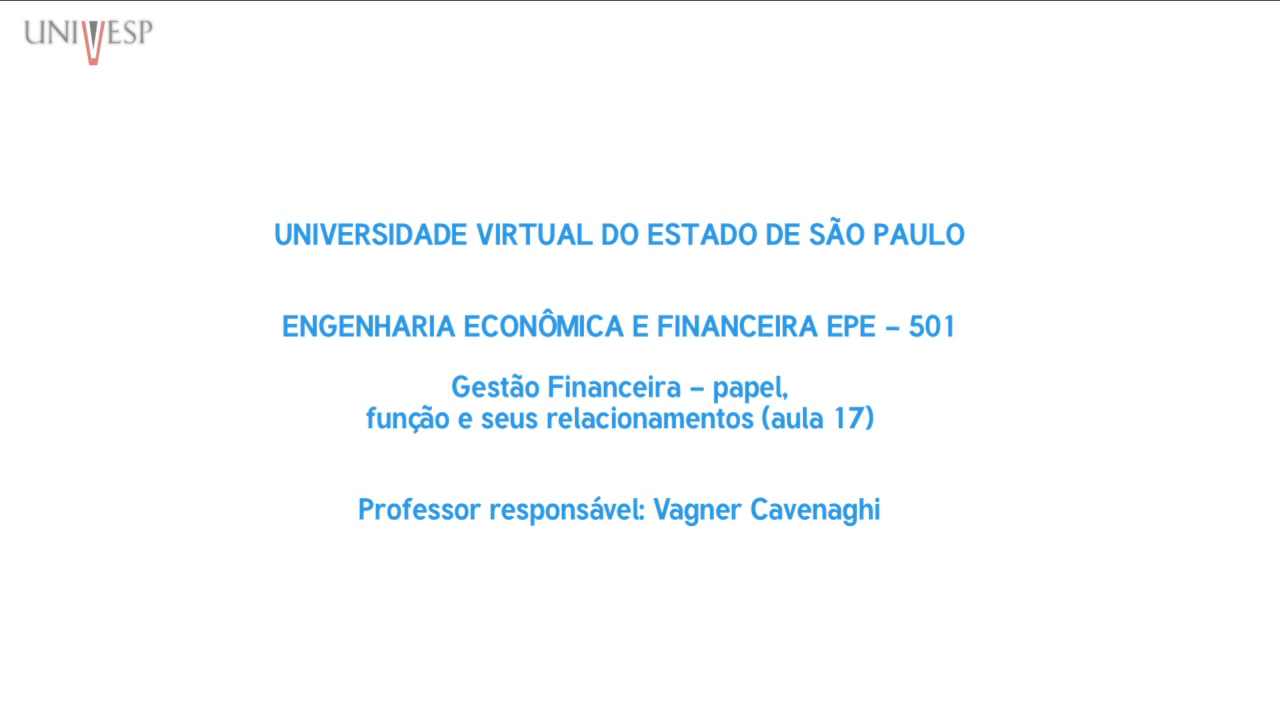 UNIVESP
UNIVERSIDADE VIRTUAL DO ESTADO DE SÃO PAULO
ENGENHARIA ECONÔMICA E FINANCEIRA EPE – 501
Gestão Financeira – papel,
função e seus relacionamentos (aula 17)
Professor responsável: Vagner Cavenaghi